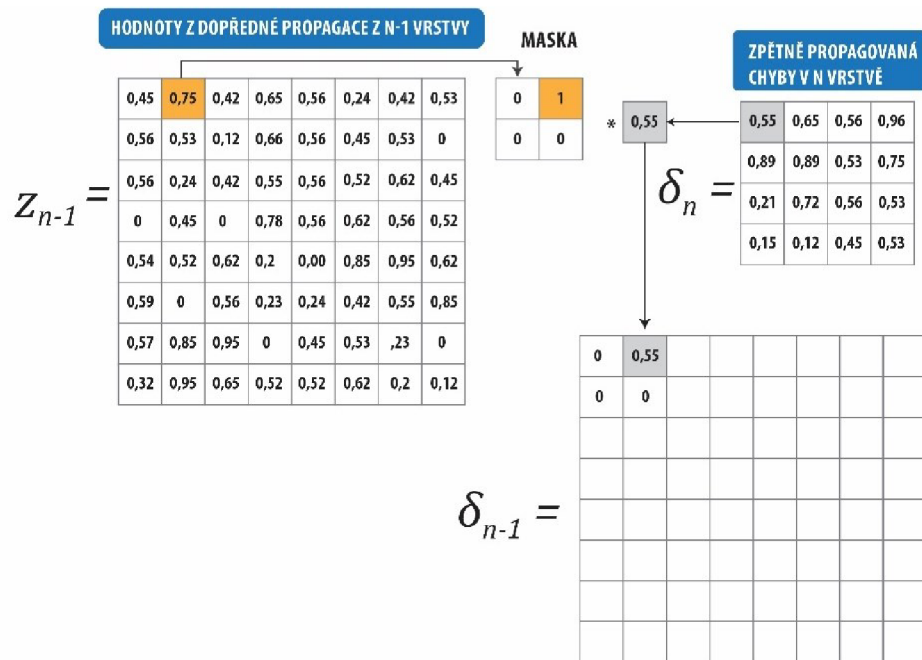 HODNOTY Z DOPŘEDNÉ PROPAGACE Z N-1 VRSTVY
MASKA
ZPĚTNĚ PROPAGOVANÁ
CHYBY V N VRSTVĚ
Z n-1 =
0,45 0,75 0,42 0,65 0,56 0,24 0,42 0,53
0,56 0,53 0,12 0,66 0,56 0,45 0,53 0
0,56 0,24 0,42 0,55 0,56 0,52 0,62 0,45
0 0,45 0 0,78 0,56 0,62 0,56 0,52
0,54 0,52 0,62 0,2 0,00 0,85 0,95 0,62
0,59 0 0,56 0,23 0,24 0,42 0,55 0,85
0,57 0,85 0,95 0 0,45 0,53 ,23 0
0,32 0,95 0,65 0,52 0,52 0,62 0,2 0,12
0 1
0 0
* 0,55
δn =
0,55 0,65 0,56 0,96
0,89 0,89 0,53 0,75
0,21 0,72 0,56 0,53
0,15 0,12 0,45 0,53
δn-1 =
0 0,55
0 0